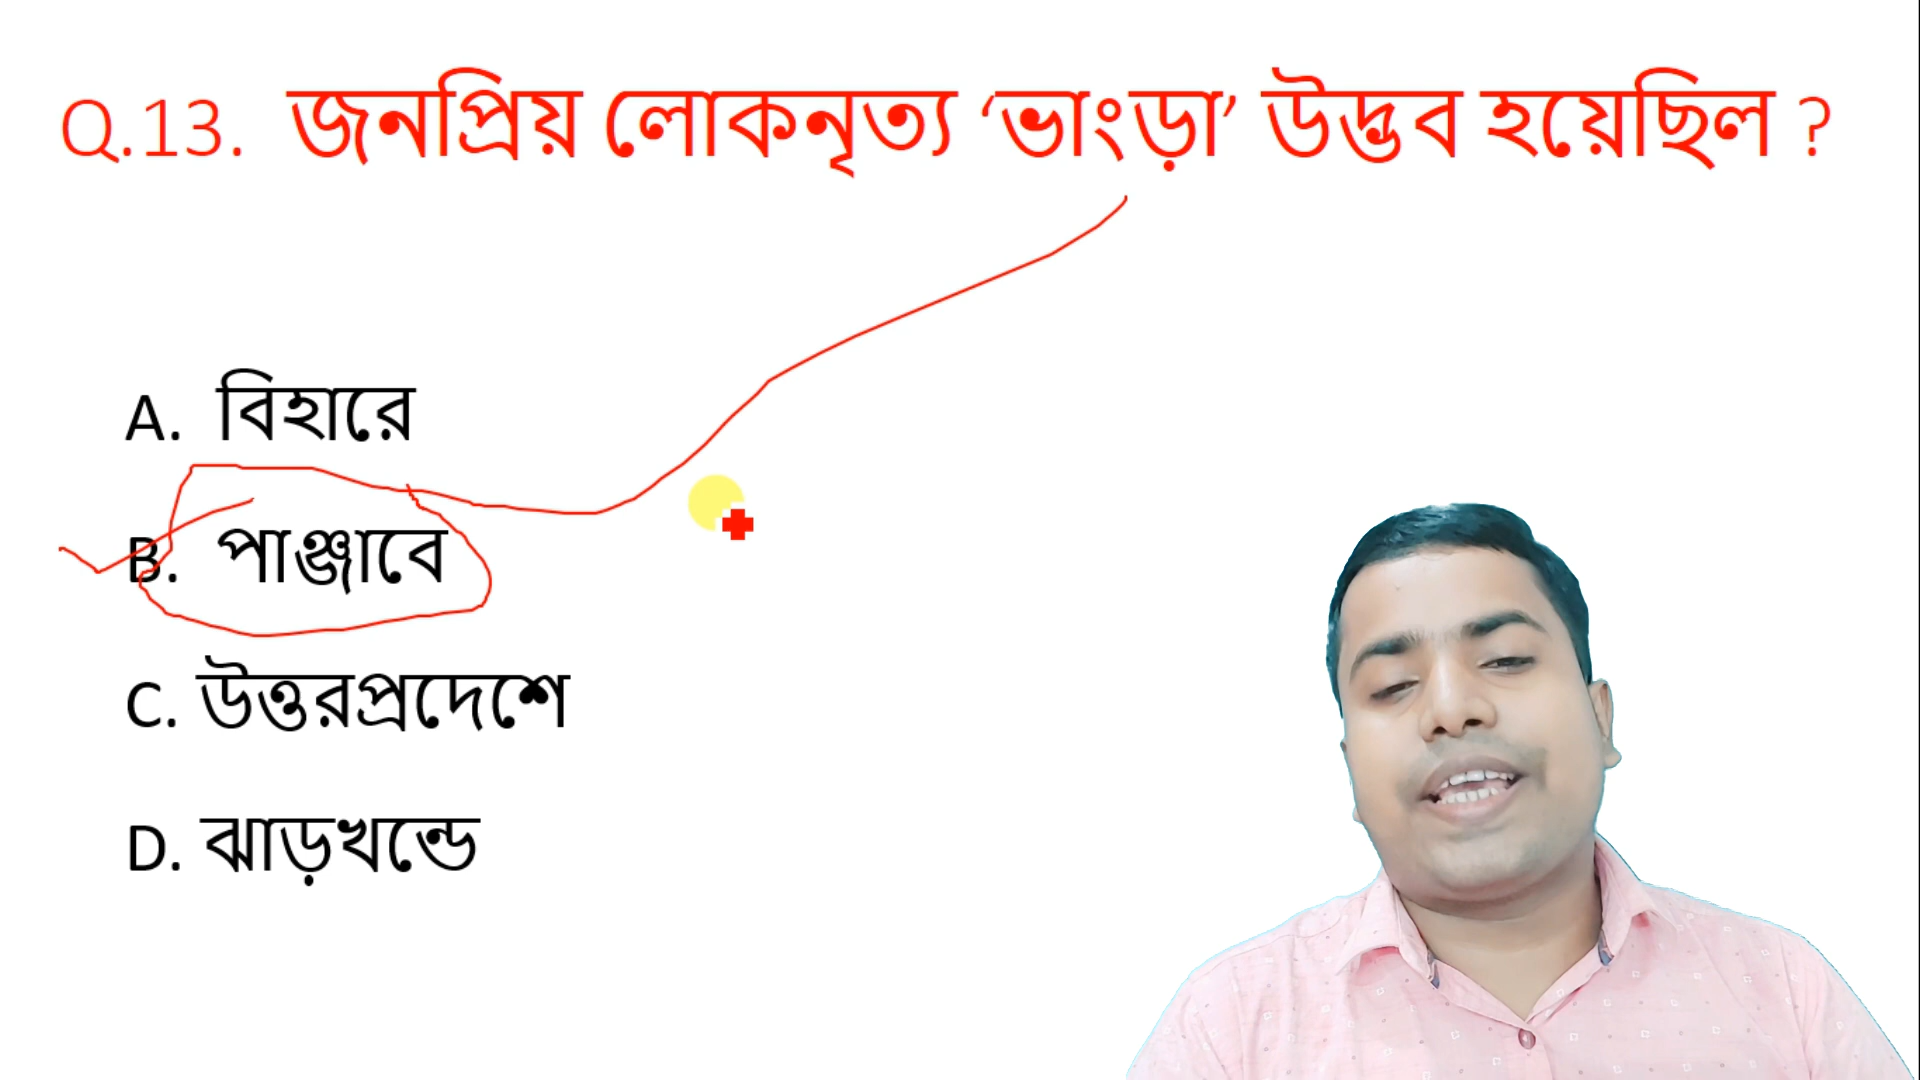 Q.13. জনপ্রিয় লোকনৃত্য ‘ভাংড়া’ উদ্ভব হয়েছিল ?
A. বিহারে
B. পাঞ্জাবে
C. উত্তরপ্রদেশে
D. ঝাড়খন্ডে